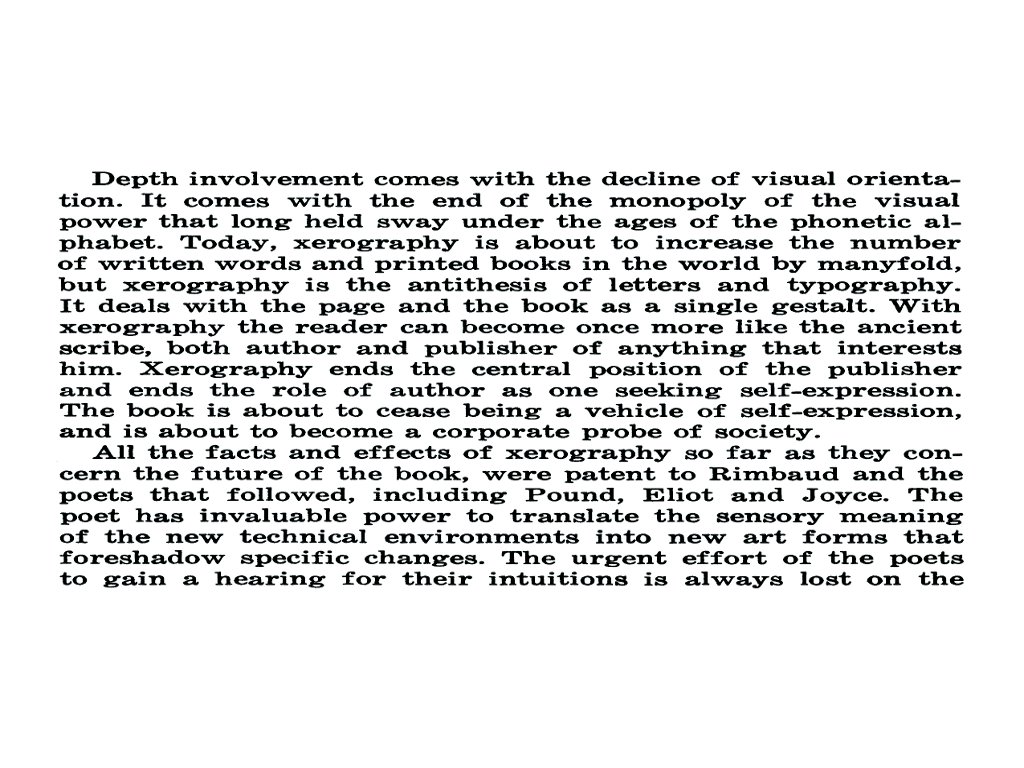 Depth involvement comes with the decline of visual orienta-
tion. It comes with the end of the monopoly of the visual
power that long held sway under the ages of the phonetic al-
phabet. Today, xerography is about to increase the number
of written words and printed books in the world by manyfold,
but xerography is the antithesis of letters and typography.
It deals with the page and the book as a single gestalt. With
xerography the reader can become once more like the ancient
scribe, both author and publisher of anything that interests
him. Xerography ends the central position of the publisher
and ends the role of author as one seeking self-expression.
The book is about to cease being a vehicle of self-expression,
and is about to become a corporate probe of society.
All the facts and effects of xerography so far as they con-
cern the future of the book, were patent to Rimbaud and the
poets that followed, including Pound, Eliot and Joyce. The
poet has invaluable power to translate the sensory meaning
of the new technical environments into new art forms that
foreshadow specific changes. The urgent effort of the poets
to gain a hearing for their intuitions is always lost on the